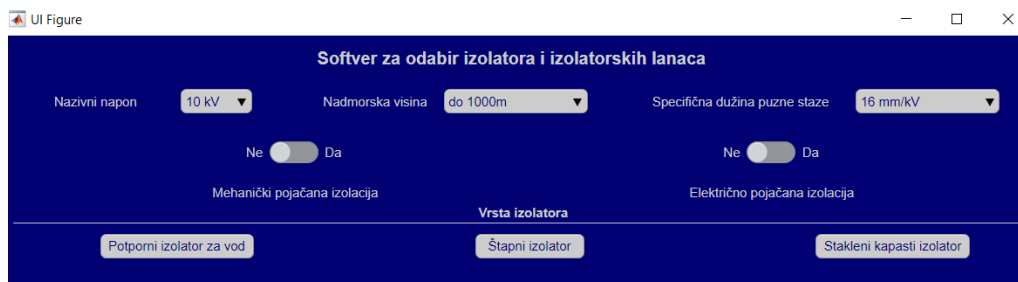 UI Figure
Softver za odabir izolatora i izolatorskih lanaca
Nazivni napon 10 kV Nadmorska visina do 1000m Specifična dužina puzne staze 16 mm/kV
Ne Da Ne Da
Mehanički pojačana izolacija Električno pojačana izolacija
Vrsta izolatora
Potporni izolator za vod Štapni izolator Stakleni kapasti izolator